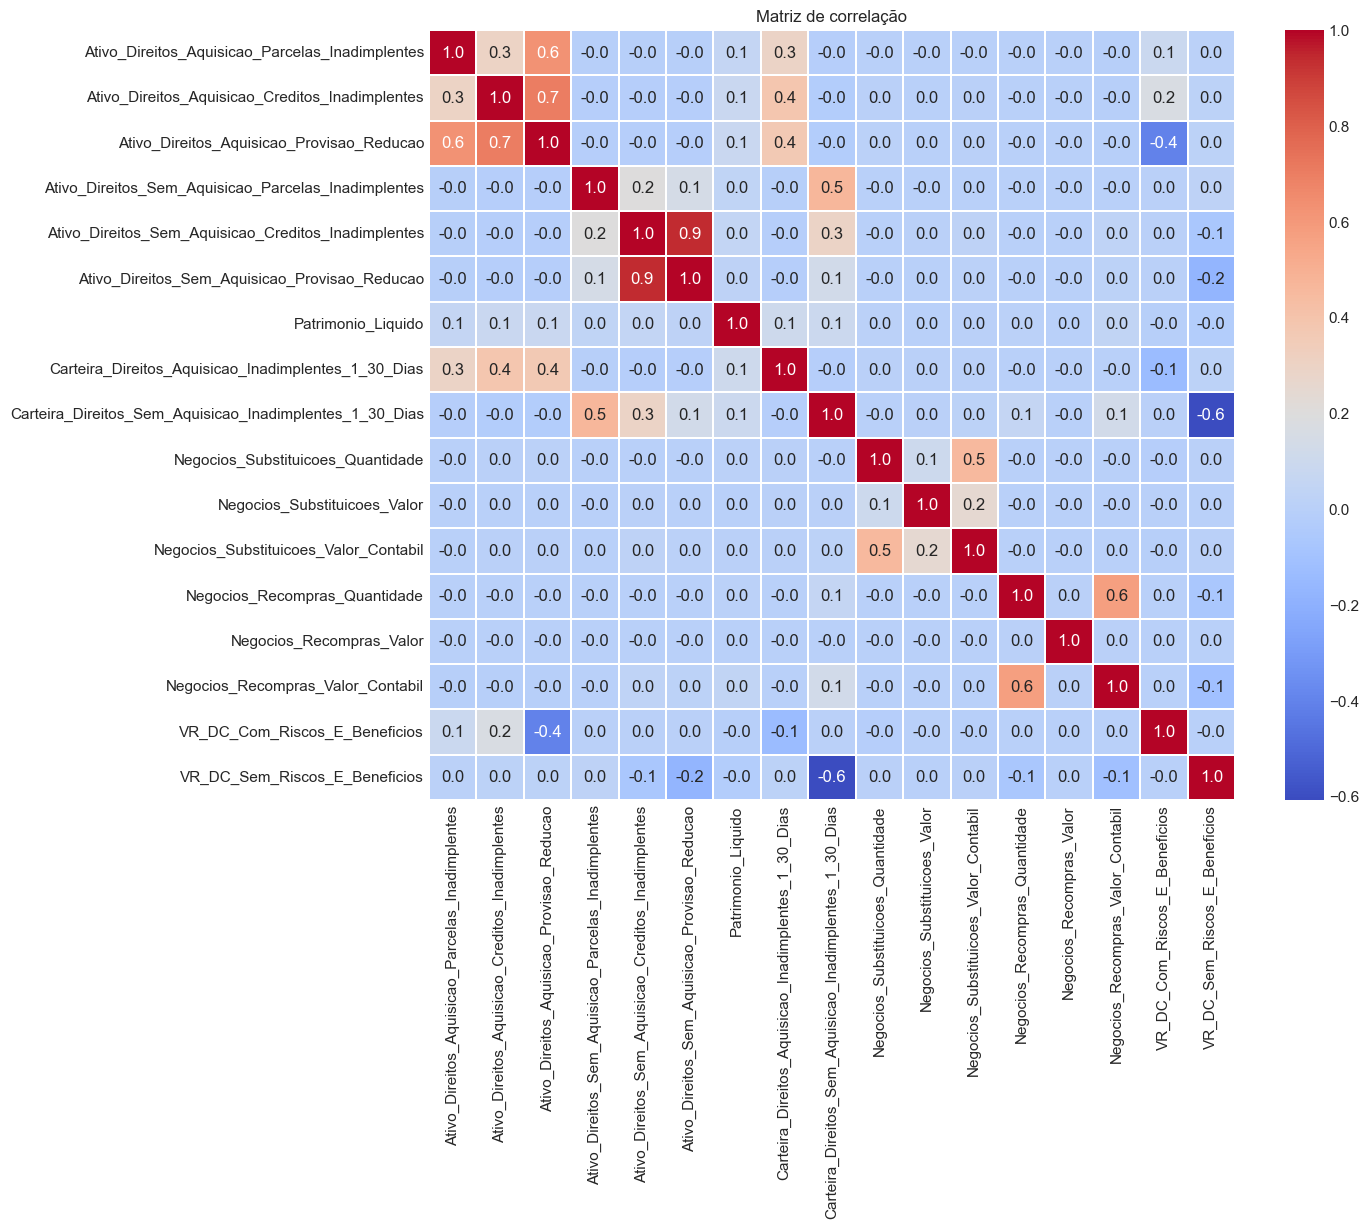 Matriz de correlação
Ativo_Direitos_Aquisicao_Parcelas_Inadimplentes 1.0 0.3 0.6 -0.0 -0.0 -0.0 0.1 0.3 -0.0 -0.0 -0.0 -0.0 -0.0 -0.0 -0.0 0.1 0.0
Ativo_Direitos_Aquisicao_Creditos_Inadimplentes 0.3 1.0 0.7 -0.0 -0.0 -0.0 0.1 0.4 -0.0 0.0 0.0 0.0 -0.0 -0.0 -0.0 0.2 0.0
Ativo_Direitos_Aquisicao_Provisao_Reducao 0.6 0.7 1.0 -0.0 -0.0 -0.0 0.1 0.4 -0.0 0.0 0.0 0.0 -0.0 -0.0 -0.0 -0.4 0.0
Ativo_Direitos_Sem_Aquisicao_Parcelas_Inadimplentes -0.0 -0.0 -0.0 1.0 0.2 0.1 0.0 -0.0 0.5 -0.0 -0.0 0.0 -0.0 -0.0 -0.0 0.0 0.0
Ativo_Direitos_Sem_Aquisicao_Creditos_Inadimplentes -0.0 -0.0 -0.0 0.2 1.0 0.9 0.0 -0.0 0.3 -0.0 0.0 0.0 -0.0 -0.0 0.0 0.0 -0.1
Ativo_Direitos_Sem_Aquisicao_Provisao_Reducao -0.0 -0.0 -0.0 0.1 0.9 1.0 0.0 -0.0 0.1 -0.0 0.0 0.0 -0.0 -0.0 0.0 0.0 -0.2
Patrimonio_Liquido 0.1 0.1 0.1 0.0 0.0 0.0 1.0 0.1 0.1 0.0 0.0 0.0 0.0 0.0 0.0 -0.0 -0.0
Carteira_Direitos_Aquisicao_Inadimplentes_1_30_Dias 0.3 0.4 0.4 -0.0 -0.0 -0.0 0.1 1.0 -0.0 0.0 0.0 0.0 -0.0 -0.0 -0.0 -0.1 0.0
Carteira_Direitos_Sem_Aquisicao_Inadimplentes_1_30_Dias -0.0 -0.0 -0.0 0.5 0.3 0.1 0.1 -0.0 1.0 -0.0 0.0 0.0 0.1 -0.0 0.1 0.0 -0.6
Negocios_Substituicoes_Quantidade -0.0 0.0 0.0 -0.0 -0.0 -0.0 0.0 0.0 -0.0 1.0 0.1 0.5 -0.0 -0.0 -0.0 -0.0 0.0
Negocios_Substituicoes_Valor -0.0 0.0 0.0 -0.0 0.0 0.0 0.0 0.0 0.0 0.1 1.0 0.2 -0.0 -0.0 -0.0 -0.0 0.0
Negocios_Substituicoes_Valor_Contabil -0.0 0.0 0.0 0.0 0.0 0.0 0.0 0.0 0.0 0.5 0.2 1.0 -0.0 -0.0 0.0 -0.0 0.0
Negocios_Recompras_Quantidade -0.0 -0.0 -0.0 -0.0 -0.0 -0.0 0.0 -0.0 0.1 -0.0 -0.0 -0.0 1.0 0.0 0.6 0.0 -0.1
Negocios_Recompras_Valor -0.0 -0.0 -0.0 -0.0 -0.0 -0.0 0.0 -0.0 -0.0 -0.0 -0.0 -0.0 0.0 1.0 0.0 0.0 0.0
Negocios_Recompras_Valor_Contabil -0.0 -0.0 -0.0 -0.0 0.0 0.0 0.0 -0.0 0.1 -0.0 -0.0 0.0 0.6 0.0 1.0 0.0 -0.1
VR_DC_Com_Riscos_E_Beneficios 0.1 0.2 -0.4 0.0 0.0 0.0 -0.0 -0.1 0.0 -0.0 -0.0 -0.0 0.0 0.0 0.0 1.0 -0.0
VR_DC_Sem_Riscos_E_Beneficios 0.0 0.0 0.0 0.0 -0.1 -0.2 -0.0 0.0 -0.6 0.0 0.0 0.0 -0.1 0.0 -0.1 -0.0 1.0
Ativo_Direitos_Aquisicao_Parcelas_Inadimplentes
Ativo_Direitos_Aquisicao_Creditos_Inadimplentes
Ativo_Direitos_Aquisicao_Provisao_Reducao
Ativo_Direitos_Sem_Aquisicao_Parcelas_Inadimplentes
Ativo_Direitos_Sem_Aquisicao_Creditos_Inadimplentes
Ativo_Direitos_Sem_Aquisicao_Provisao_Reducao
Patrimonio_Liquido
Carteira_Direitos_Aquisicao_Inadimplentes_1_30_Dias
Carteira_Direitos_Sem_Aquisicao_Inadimplentes_1_30_Dias
Negocios_Substituicoes_Quantidade
Negocios_Substituicoes_Valor
Negocios_Substituicoes_Valor_Contabil
Negocios_Recompras_Quantidade
Negocios_Recompras_Valor
Negocios_Recompras_Valor_Contabil
VR_DC_Com_Riscos_E_Beneficios
VR_DC_Sem_Riscos_E_Beneficios
1.0
0.8
0.6
0.4
0.2
0.0
−0.2
−0.4
−0.6